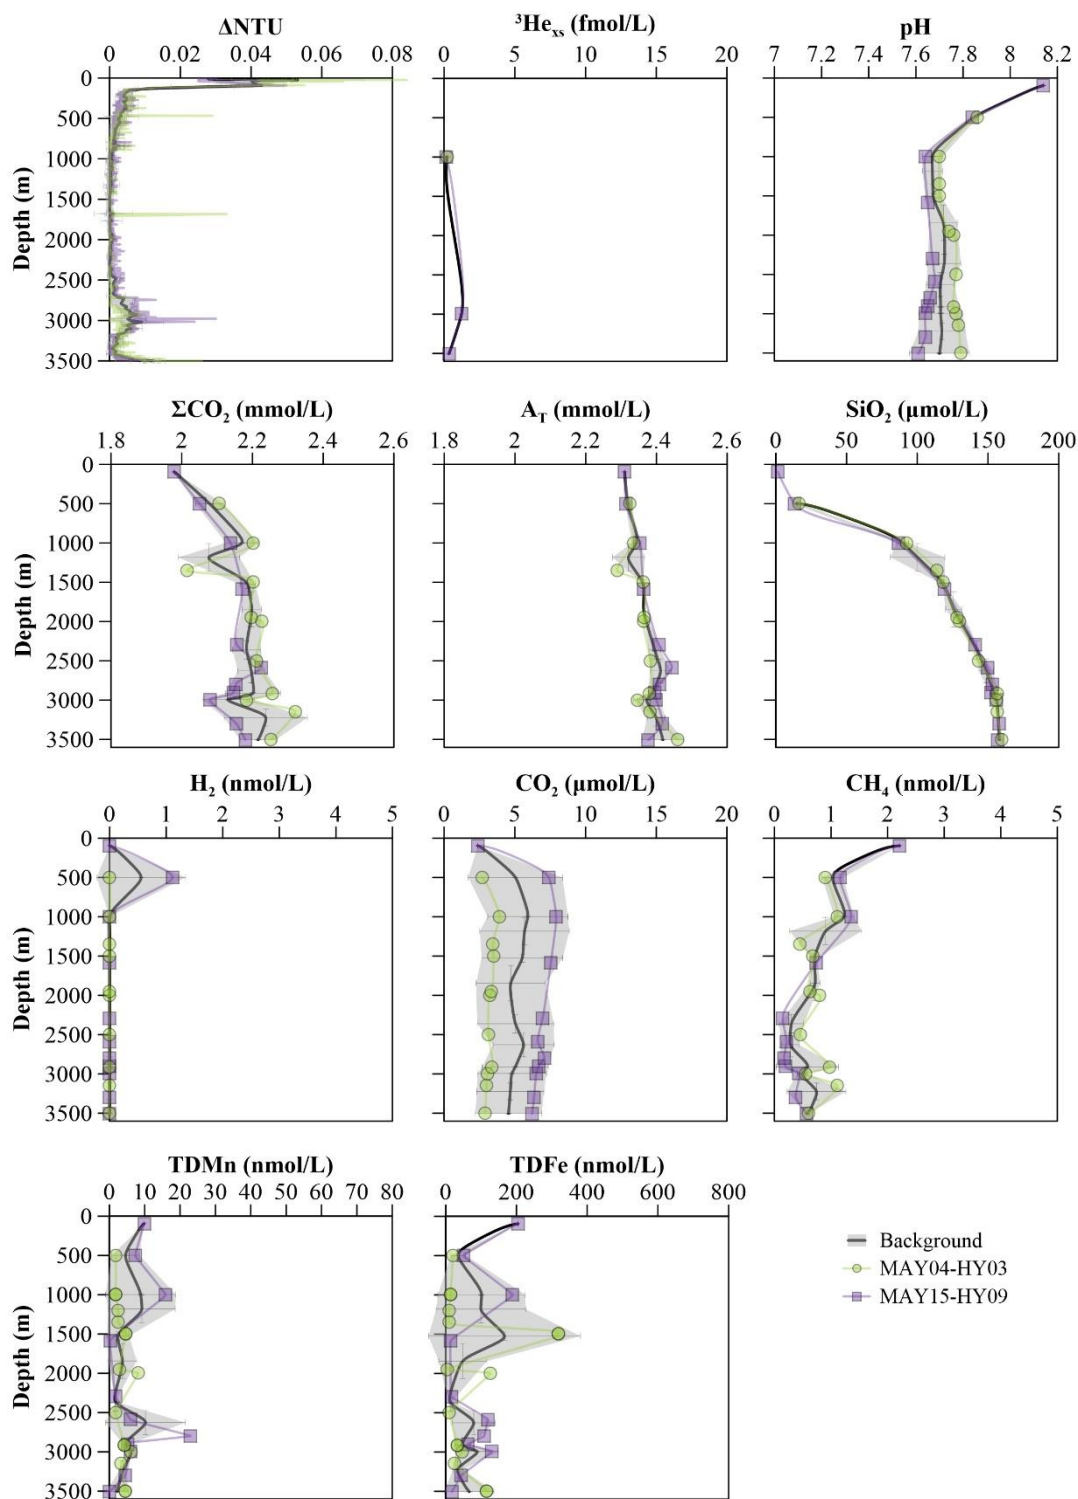 ΔNTU
³Heₓₛ (fmol/L)
pH
0 0.02 0.04 0.06 0.08
0 5 10 15 20
7 7.2 7.4 7.6 7.8 8 8.2
Depth (m)
0
500
1000
1500
2000
2500
3000
3500
ΣCO₂ (mmol/L)
A_T (mmol/L)
SiO₂ (μmol/L)
1.8 2 2.2 2.4 2.6
1.8 2 2.2 2.4 2.6
0 50 100 150 200
Depth (m)
0
500
1000
1500
2000
2500
3000
3500
H₂ (nmol/L)
CO₂ (μmol/L)
CH₄ (nmol/L)
0 1 2 3 4 5
0 5 10 15 20
0 1 2 3 4 5
Depth (m)
0
500
1000
1500
2000
2500
3000
3500
TDMn (nmol/L)
TDFe (nmol/L)
0 10 20 30 40 50 60 70 80
0 200 400 600 800
Depth (m)
0
500
1000
1500
2000
2500
3000
3500
Background
MAY04-HY03
MAY15-HY09